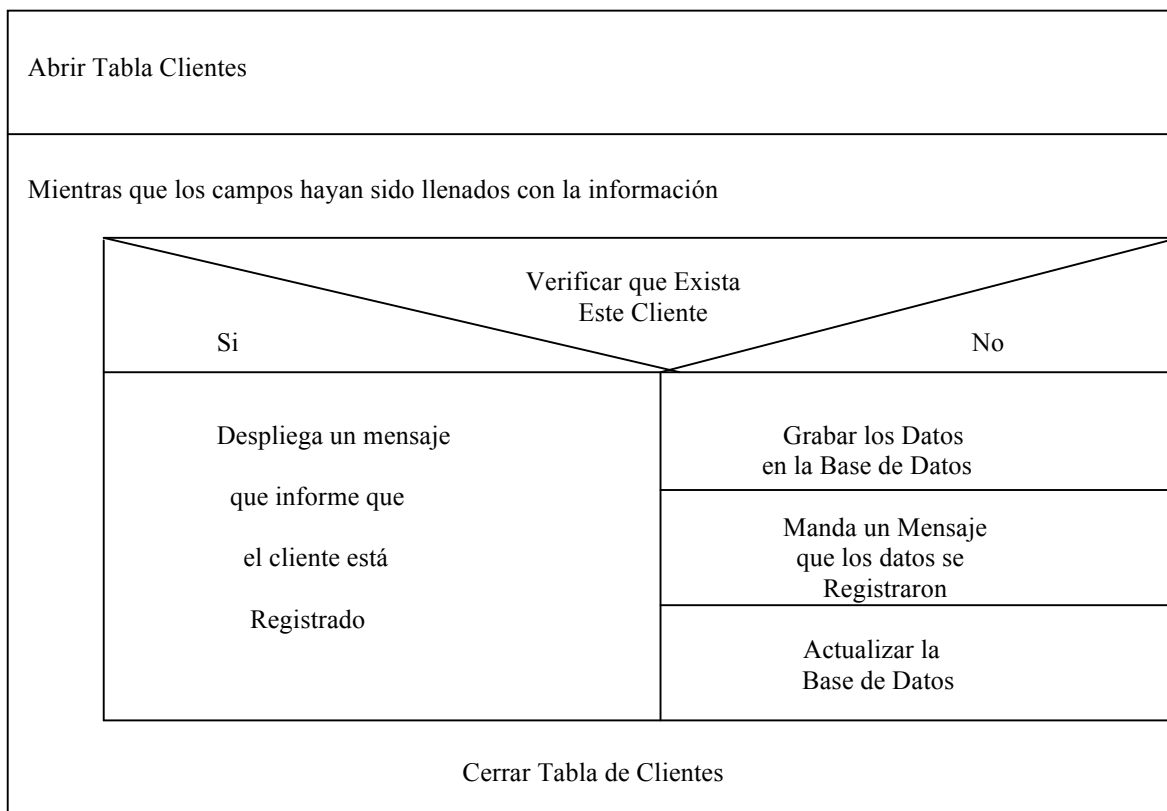 Abrir Tabla Clientes
Mientras que los campos hayan sido llenados con la información
Verificar que Exista
Este Cliente
Si
No
Despliega un mensaje
que informe que
el cliente está
Registrado
Grabar los Datos
en la Base de Datos
Manda un Mensaje
que los datos se
Registraron
Actualizar la
Base de Datos
Cerrar Tabla de Clientes